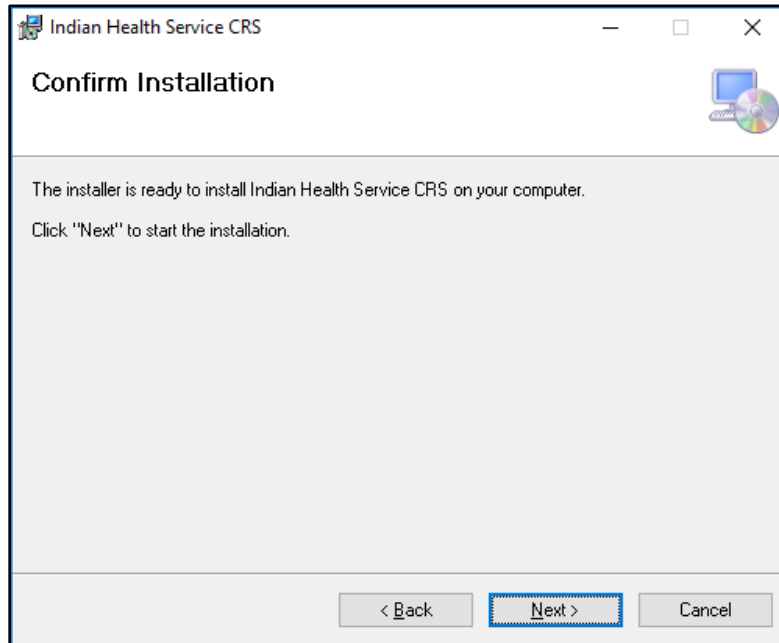 Indian Health Service CRS
Confirm Installation
The installer is ready to install Indian Health Service CRS on your computer.
Click "Next" to start the installation.
< Back
Next >
Cancel